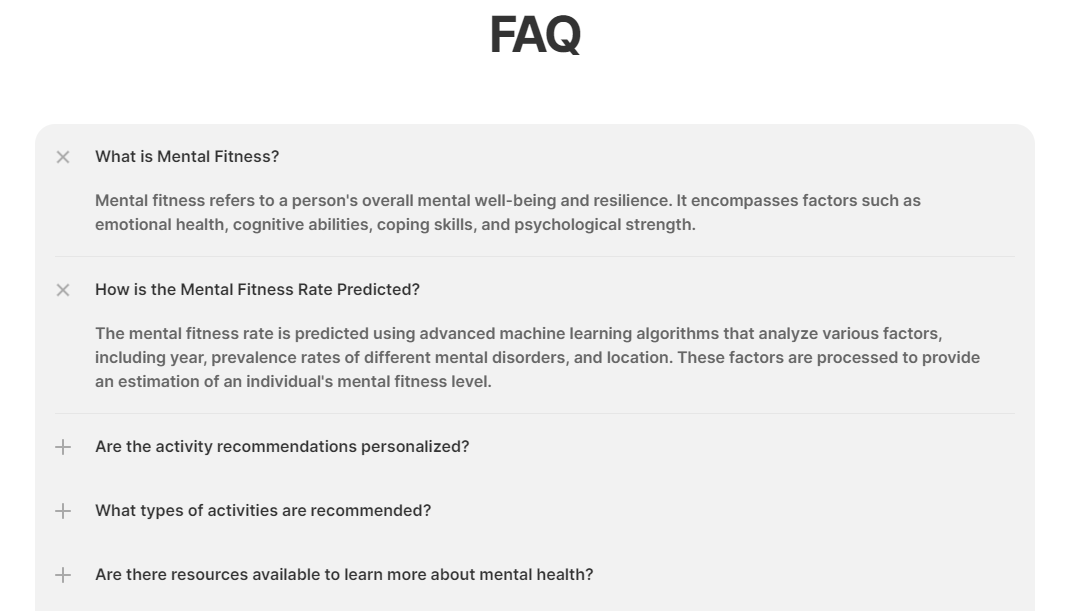 FAQ
What is Mental Fitness?
Mental fitness refers to a person's overall mental well-being and resilience. It encompasses factors such as
emotional health, cognitive abilities, coping skills, and psychological strength.
How is the Mental Fitness Rate Predicted?
The mental fitness rate is predicted using advanced machine learning algorithms that analyze various factors,
including year, prevalence rates of different mental disorders, and location. These factors are processed to provide
an estimation of an individual's mental fitness level.
Are the activity recommendations personalized?
What types of activities are recommended?
Are there resources available to learn more about mental health?